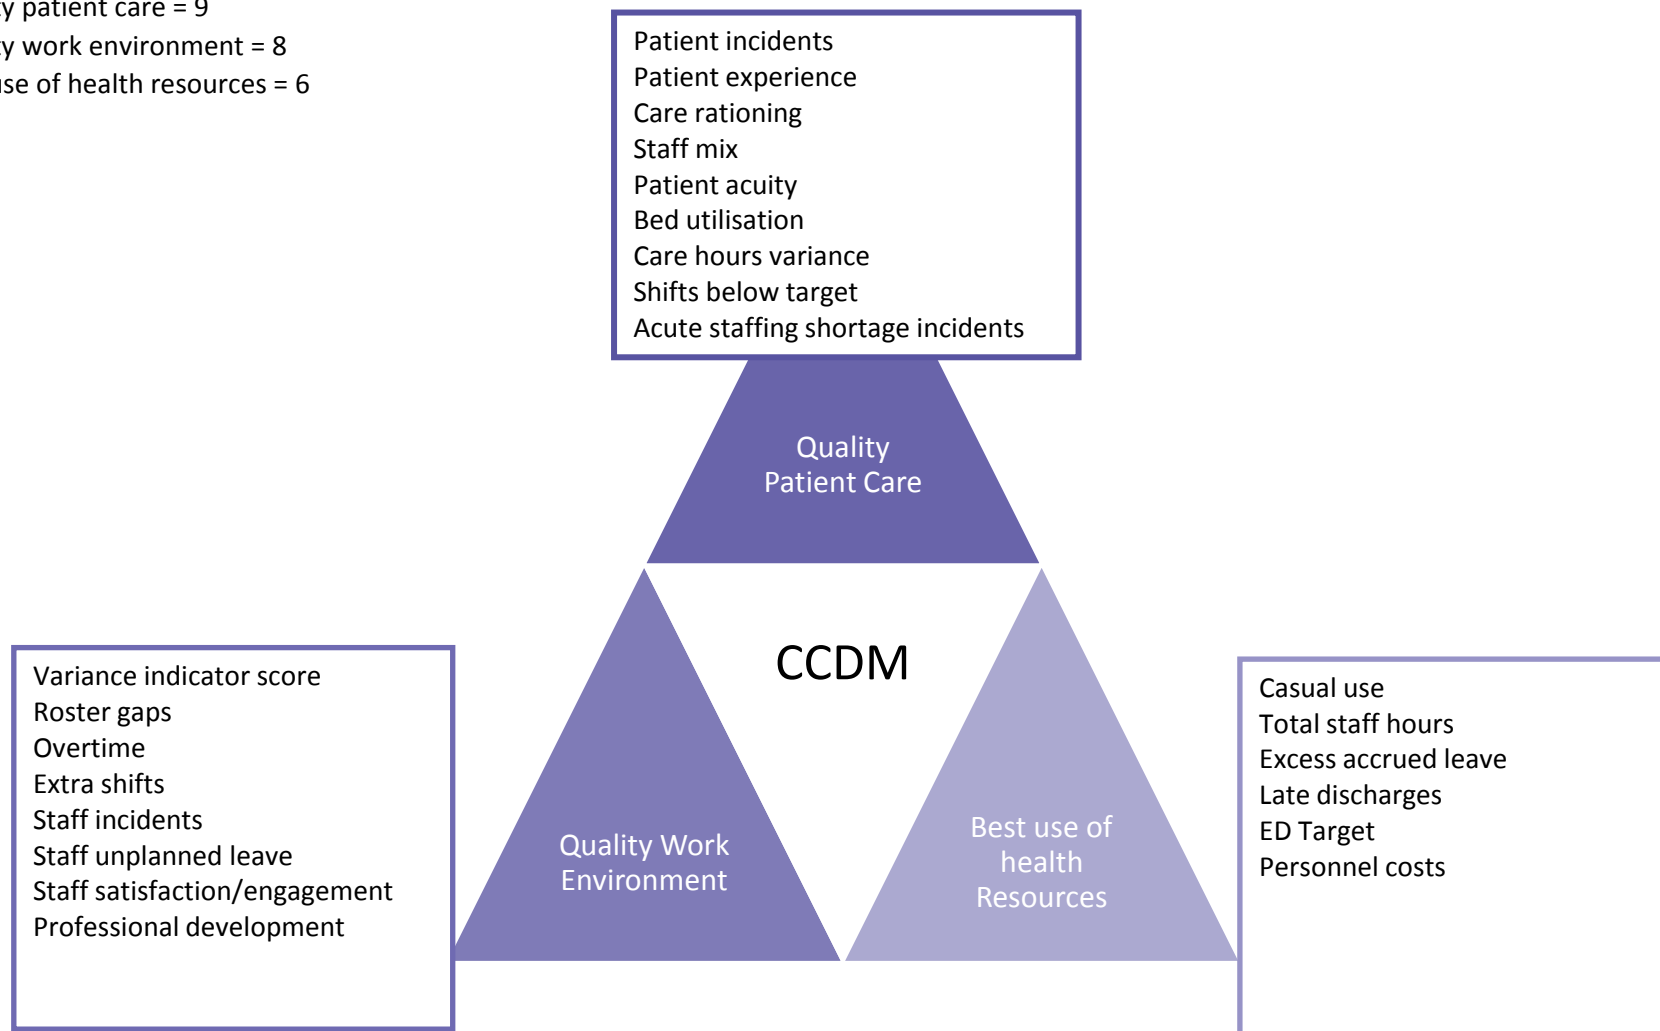 ty patient care = 9
ty work environment = 8
use of health resources = 6
Patient incidents
Patient experience
Care rationing
Staff mix
Patient acuity
Bed utilisation
Care hours variance
Shifts below target
Acute staffing shortage incidents
Quality
Patient Care
CCDM
Variance indicator score
Roster gaps
Overtime
Extra shifts
Staff incidents
Staff unplanned leave
Staff satisfaction/engagement
Professional development
Quality Work
Environment
Best use of
health
Resources
Casual use
Total staff hours
Excess accrued leave
Late discharges
ED Target
Personnel costs